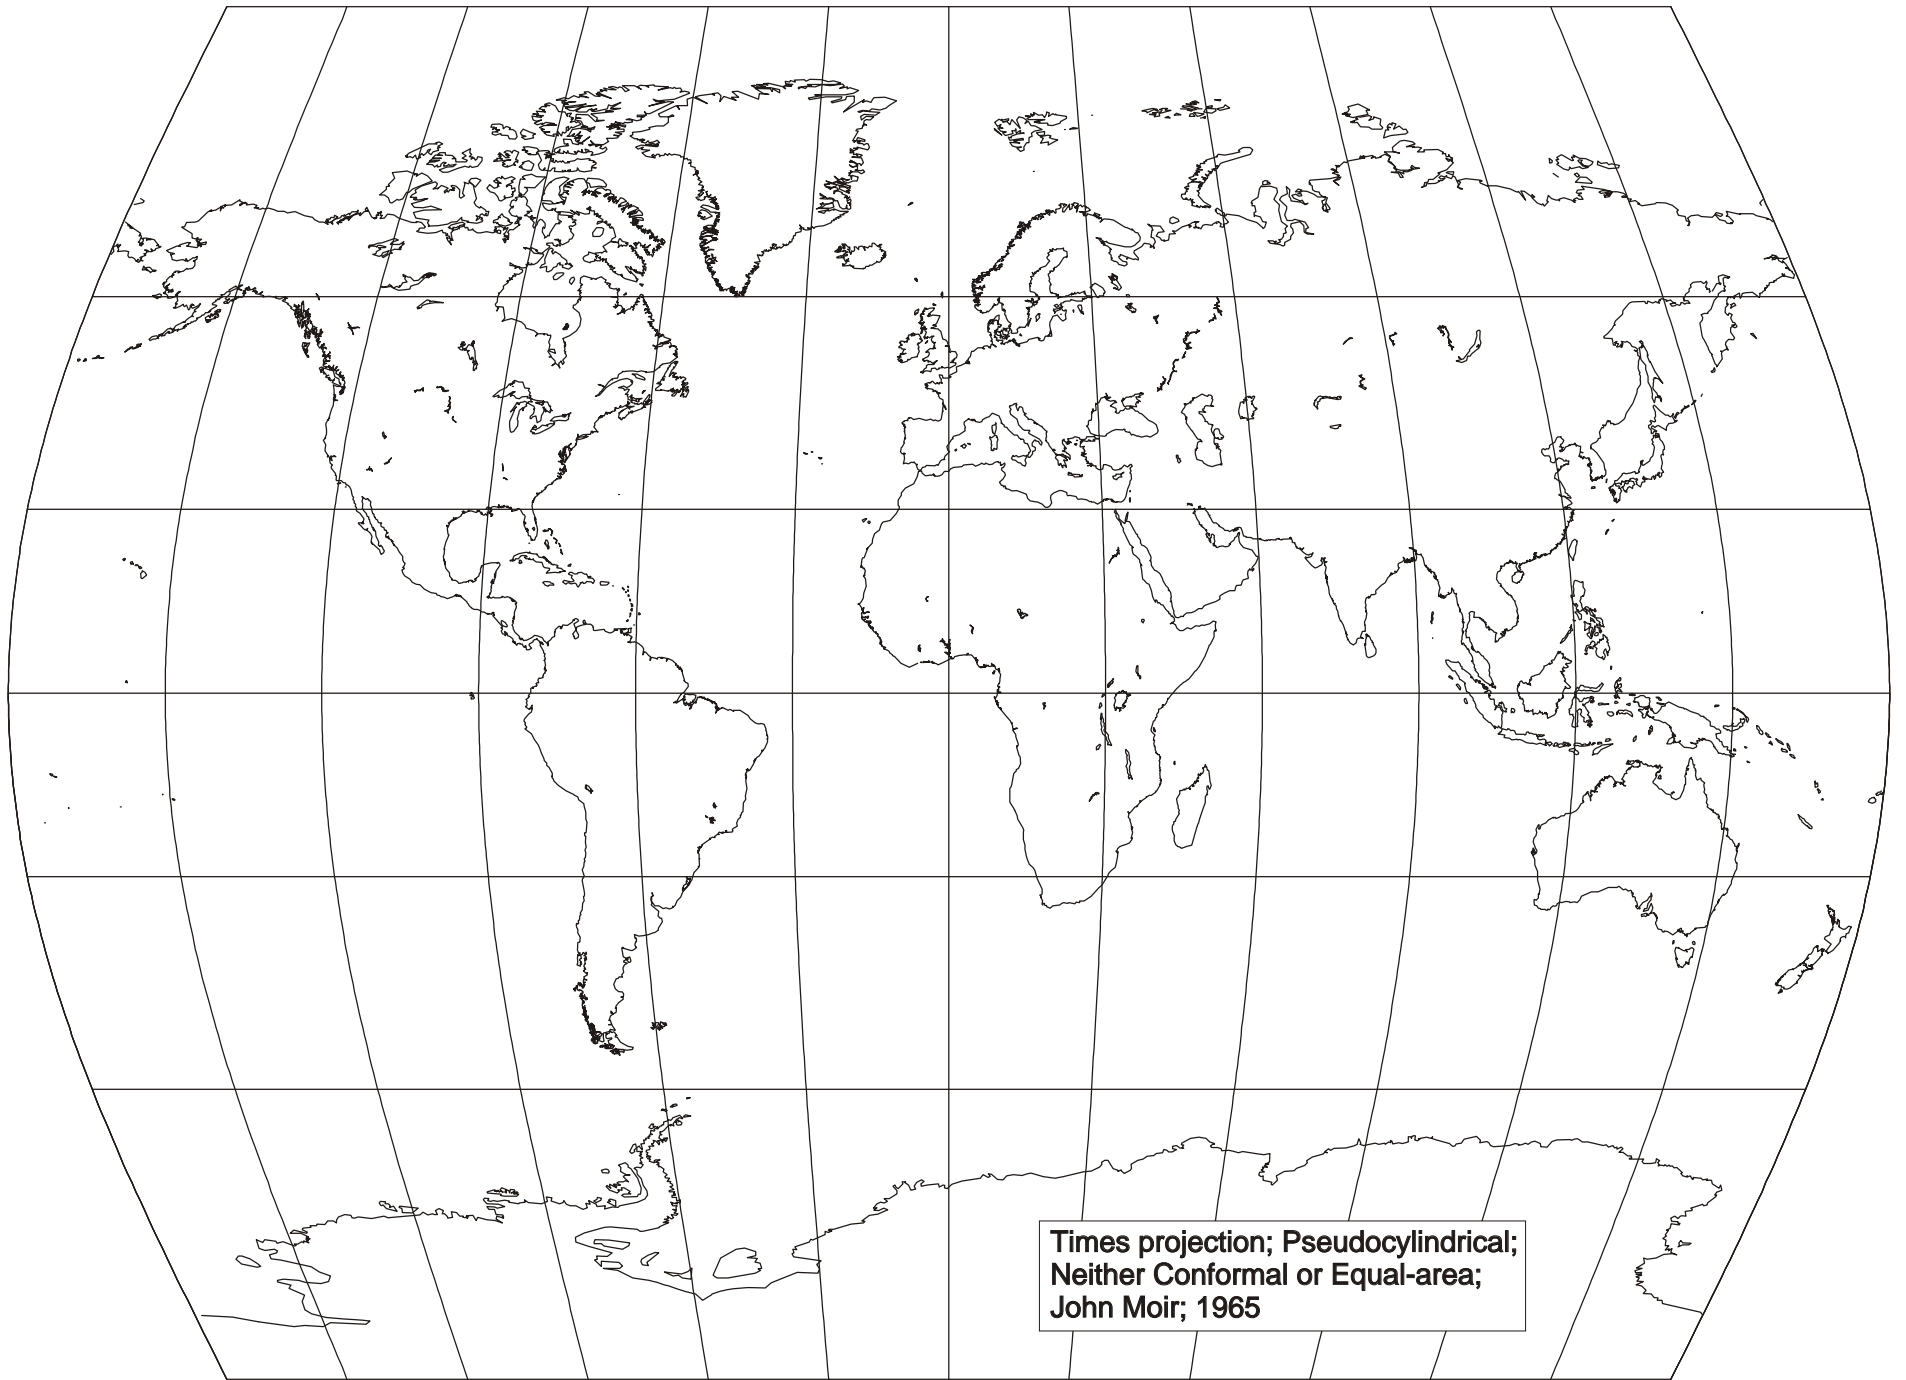 Times projection; Pseudocylindrical;
Neither Conformal or Equal-area;
John Moir; 1965